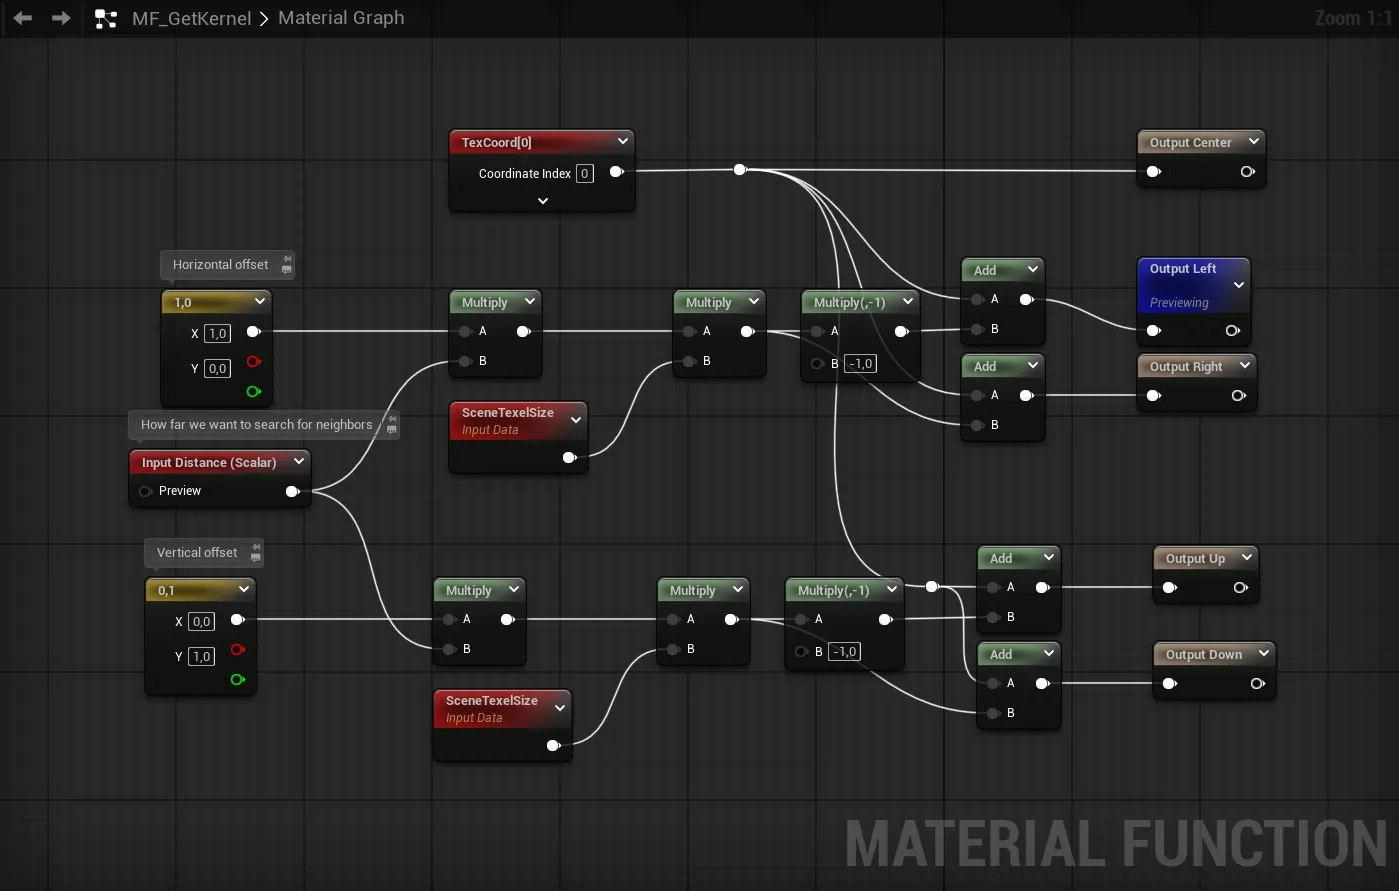 MF_GetKernel > Material Graph
Zoom 1:1
TexCoord[0]
Coordinate Index 0
Output Center
Horizontal offset
1,0
X 1,0
Y 0,0
Multiply
A
B
Multiply
A
B
Multiply(,-1)
A
B -1,0
Add
A
B
Output Left
Previewing
Add
A
B
Output Right
SceneTexelSize
Input Data
How far we want to search for neighbors
Input Distance (Scalar)
Preview
Vertical offset
0,1
X 0,0
Y 1,0
Multiply
A
B
Multiply
A
B
Multiply(,-1)
A
B -1,0
Add
A
B
Output Up
Add
A
B
Output Down
SceneTexelSize
Input Data
MATERIAL FUNCTION